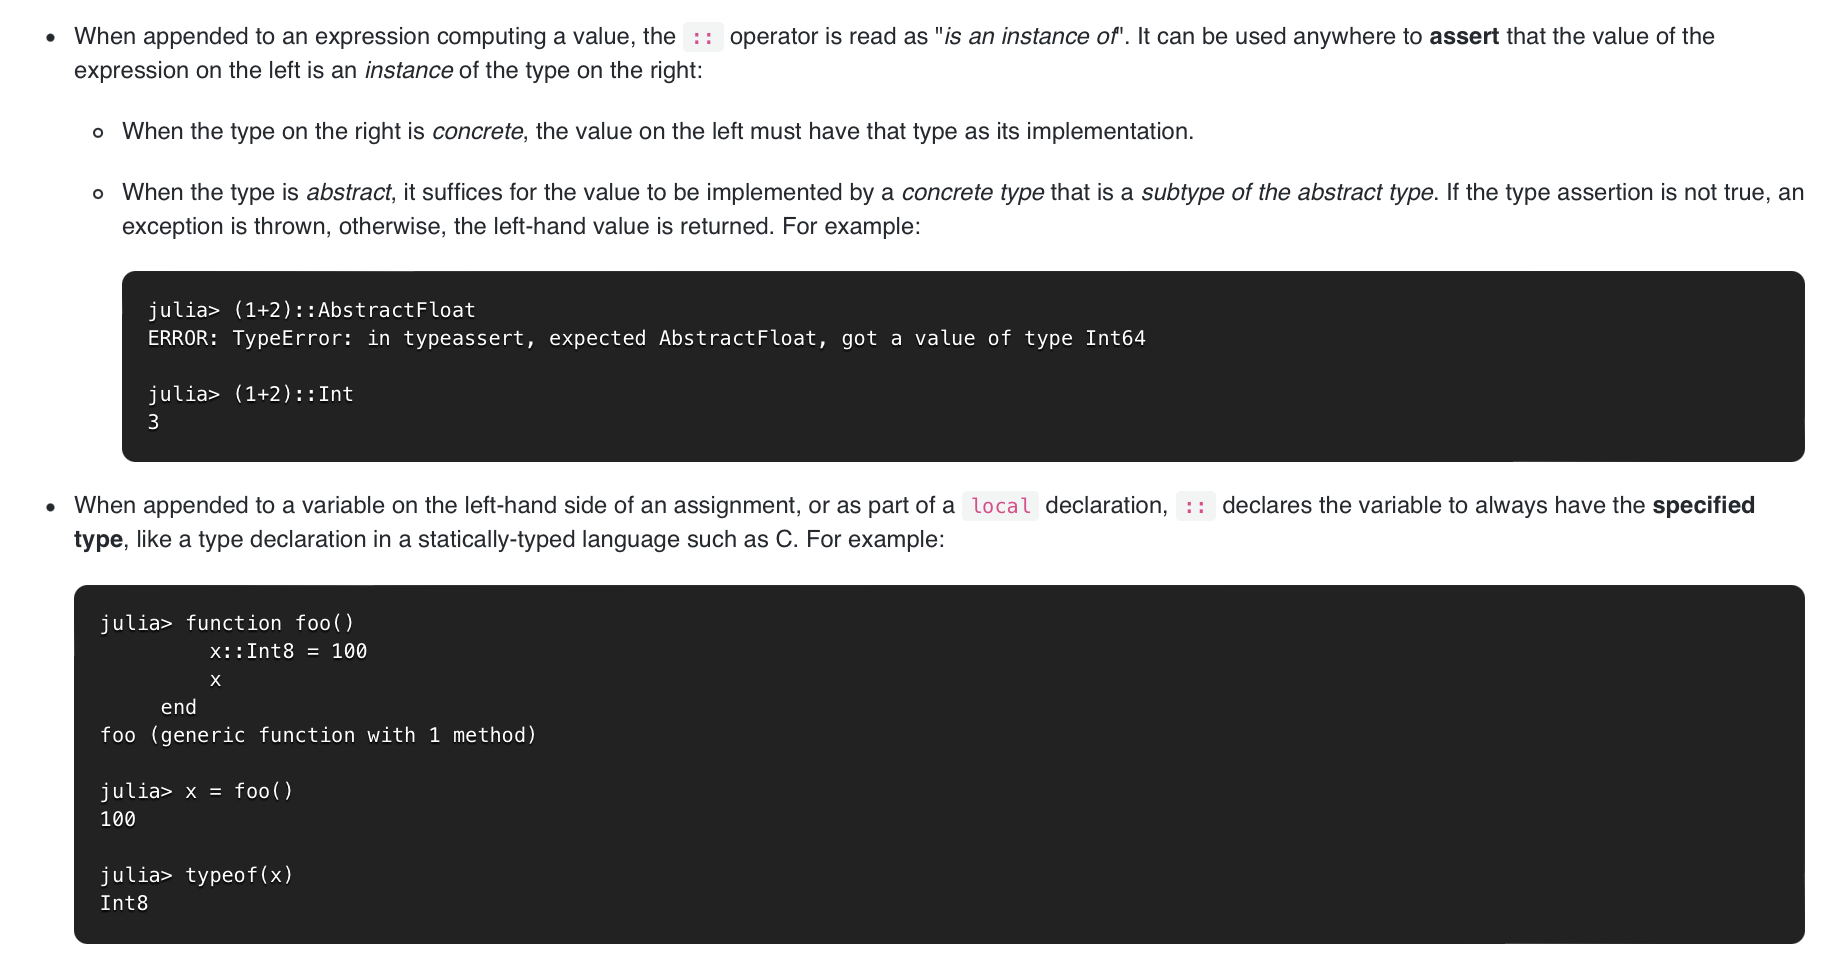 When appended to an expression computing a value, the :: operator is read as "is an instance of". It can be used anywhere to assert that the value of the
expression on the left is an instance of the type on the right:
When the type on the right is concrete, the value on the left must have that type as its implementation.
When the type is abstract, it suffices for the value to be implemented by a concrete type that is a subtype of the abstract type. If the type assertion is not true, an
exception is thrown, otherwise, the left-hand value is returned. For example:
julia> (1+2)::AbstractFloat
ERROR: TypeError: in typeassert, expected AbstractFloat, got a value of type Int64
julia> (1+2)::Int
3
When appended to a variable on the left-hand side of an assignment, or as part of a local declaration, :: declares the variable to always have the specified
type, like a type declaration in a statically-typed language such as C. For example:
julia> function foo()
x::Int8 = 100
x
end
foo (generic function with 1 method)
julia> x = foo()
100
julia> typeof(x)
Int8